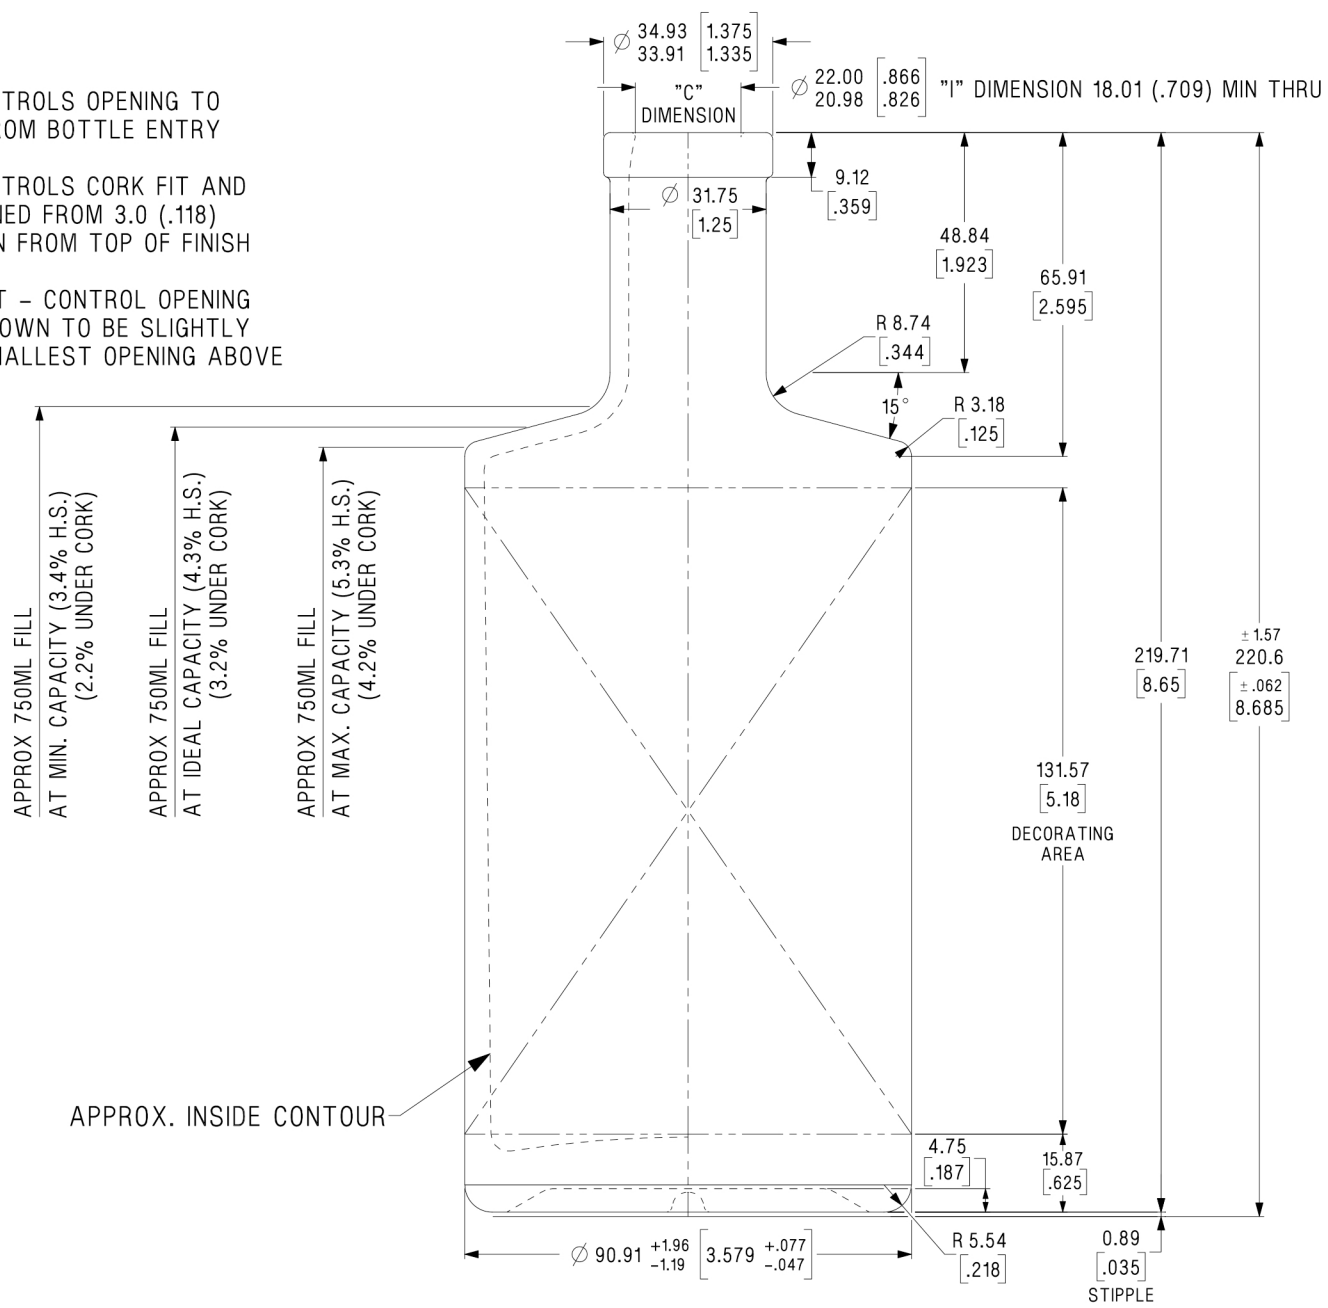 Ø 34.93 [1.375
33.91 1.335]
"C"
DIMENSION
Ø 22.00 [.866
20.98 .826]
"I" DIMENSION 18.01 (.709) MIN THRU
TROLS OPENING TO
OM BOTTLE ENTRY
TROLS CORK FIT AND
NED FROM 3.0 (.118)
N FROM TOP OF FINISH
T – CONTROL OPENING
OWN TO BE SLIGHTLY
ALLEST OPENING ABOVE
Ø 31.75
[1.25]
9.12
[.359]
48.84
[1.923]
65.91
[2.595]
R 8.74
[.344]
15°
R 3.18
[.125]
APPROX 750ML FILL
AT MIN. CAPACITY (3.4% H.S.)
(2.2% UNDER CORK)
APPROX 750ML FILL
AT IDEAL CAPACITY (4.3% H.S.)
(3.2% UNDER CORK)
APPROX 750ML FILL
AT MAX. CAPACITY (5.3% H.S.)
(4.2% UNDER CORK)
219.71
[8.65]
±1.57
220.6
[±.062
8.685]
131.57
[5.18]
DECORATING
AREA
APPROX. INSIDE CONTOUR
4.75
[.187]
15.87
[.625]
Ø 90.91 +1.96 -1.19 [3.579 +.077 -.047]
R 5.54
[.218]
0.89
[.035]
STIPPLE